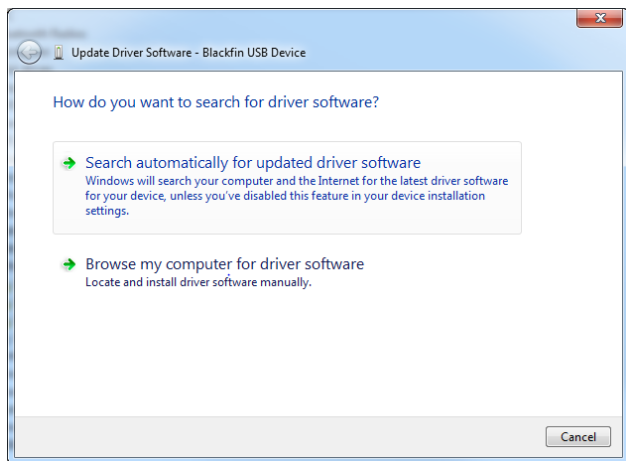 Update Driver Software - Blackfin USB Device
How do you want to search for driver software?
Search automatically for updated driver software
Windows will search your computer and the Internet for the latest driver software
for your device, unless you've disabled this feature in your device installation
settings.
Browse my computer for driver software
Locate and install driver software manually.
Cancel